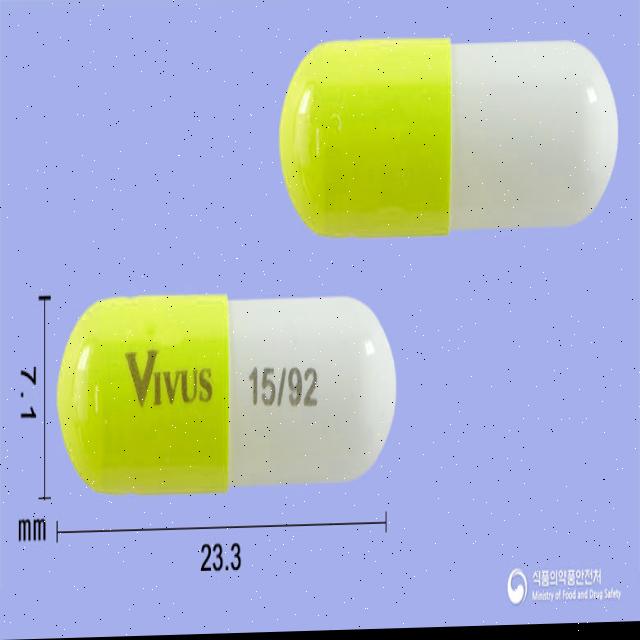 VIVUS 15/92
7.1
mm
23.3
식품의약품안전처
Ministry of Food and Drug Safety